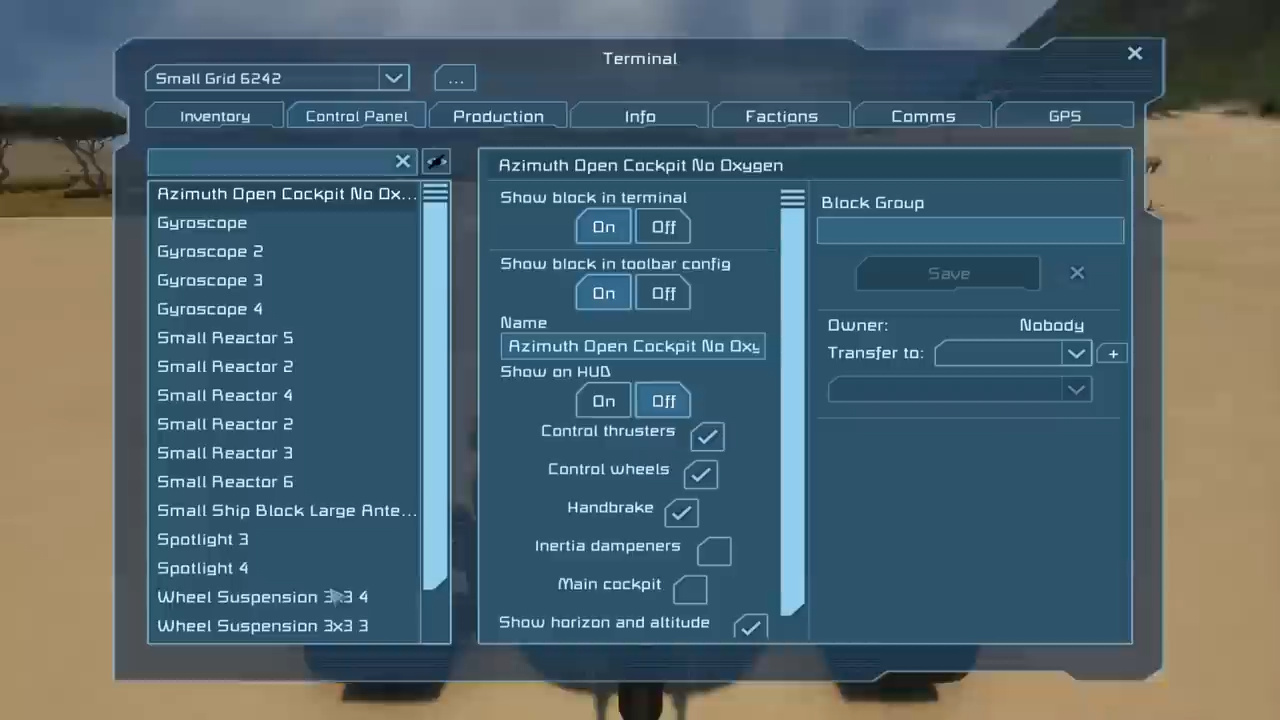 Terminal
Small Grid 6242
...
Inventory
Control Panel
Production
Info
Factions
Comms
GPS
Azimuth Open Cockpit No Ox...
Gyroscope
Gyroscope 2
Gyroscope 3
Gyroscope 4
Small Reactor 5
Small Reactor 2
Small Reactor 4
Small Reactor 2
Small Reactor 3
Small Reactor 6
Small Ship Block Large Ante...
Spotlight 3
Spotlight 4
Wheel Suspension 3x3 4
Wheel Suspension 3x3 3
Azimuth Open Cockpit No Oxygen
Show block in terminal
On Off
Show block in toolbar config
On Off
Name
Azimuth Open Cockpit No Oxy
Show on HUD
On Off
Control thrusters
Control wheels
Handbrake
Inertia dampeners
Main cockpit
Show horizon and altitude
Block Group
Save
Owner: Nobody
Transfer to: +